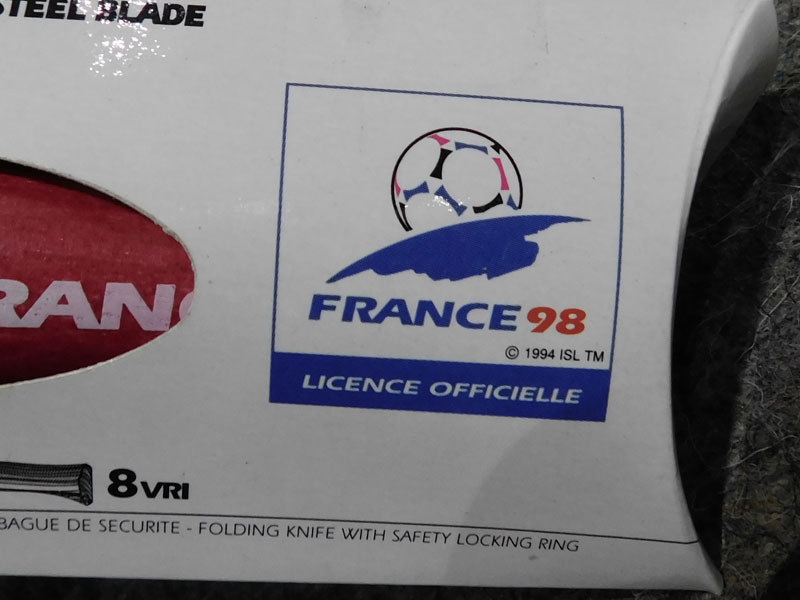 STEEL BLADE
FRANCE 98
© 1994 ISL TM
LICENCE OFFICIELLE
8VRI
BAGUE DE SECURITE - FOLDING KNIFE WITH SAFETY LOCKING RING